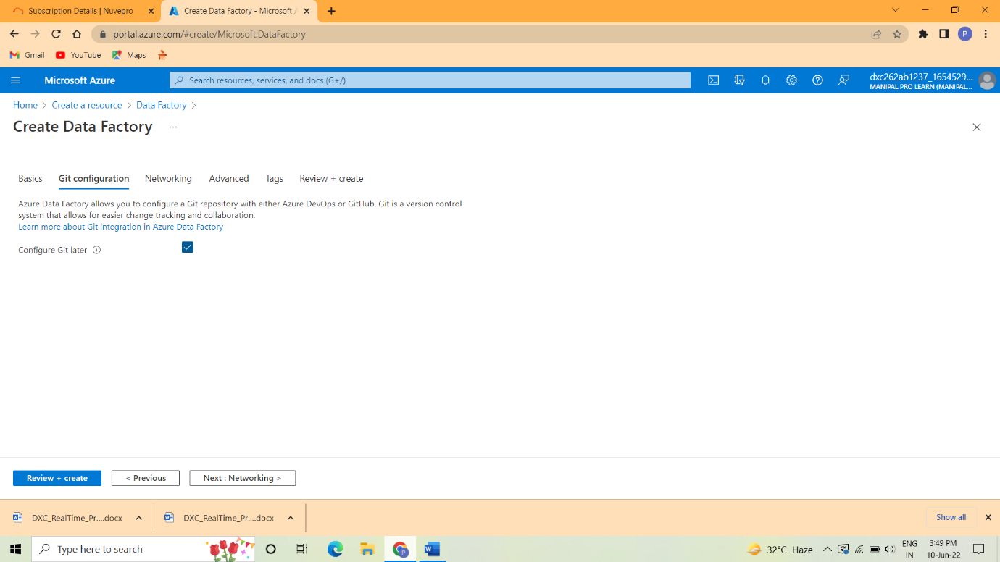 Subscription Details | Nuvepro
Create Data Factory - Microsoft A
portal.azure.com/#create/Microsoft.DataFactory
P
Gmail
YouTube
Maps
Microsoft Azure
Search resources, services, and docs (G+/)
dxc262ab1237_1654529...
MANIPAL PRO LEARN (MANIPAL...
Home > Create a resource > Data Factory >
Create Data Factory ...
Basics Git configuration Networking Advanced Tags Review + create
Azure Data Factory allows you to configure a Git repository with either Azure DevOps or GitHub. Git is a version control
system that allows for easier change tracking and collaboration.
Learn more about Git integration in Azure Data Factory
Configure Git later
Review + create < Previous Next : Networking >
DXC_RealTime_Pr....docx DXC_RealTime_Pr....docx Show all
Type here to search
32°C Haze
ENG
IN
3:49 PM
10-Jun-22